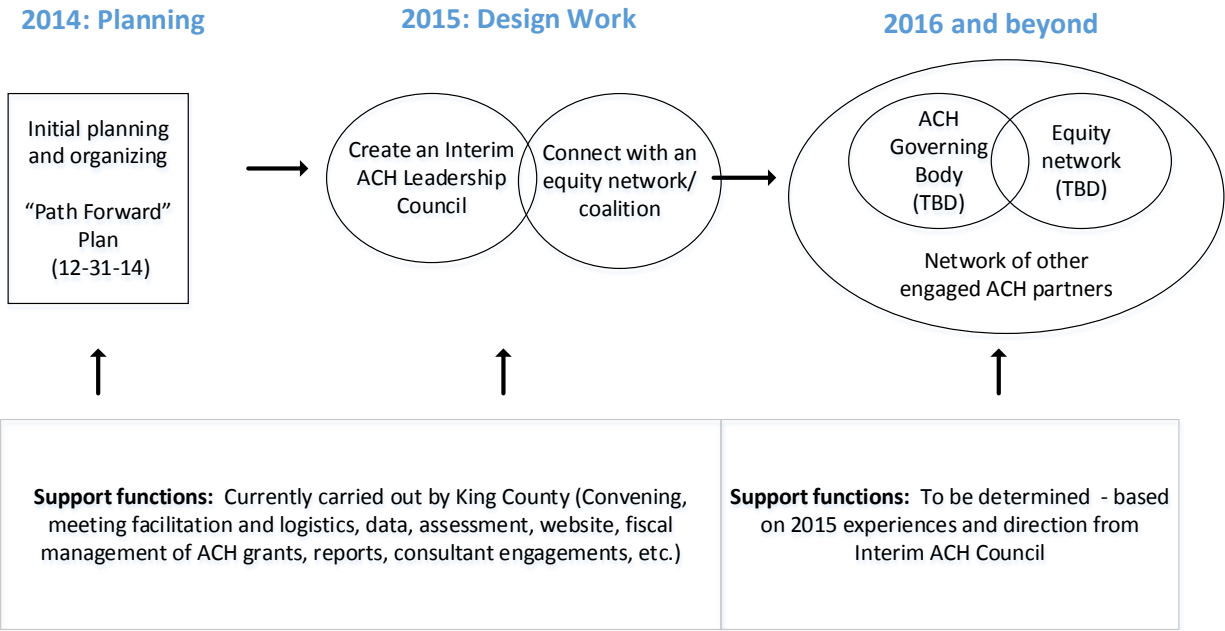 2014: Planning
2015: Design Work
2016 and beyond
Initial planning
and organizing
“Path Forward”
Plan
(12-31-14)
Create an Interim
ACH Leadership
Council
Connect with an
equity network/
coalition
ACH
Governing
Body
(TBD)
Equity
network
(TBD)
Network of other
engaged ACH partners
Support functions:  Currently carried out by King County (Convening,
meeting facilitation and logistics, data, assessment, website, fiscal
management of ACH grants, reports, consultant engagements, etc.)
Support functions:  To be determined  - based
on 2015 experiences and direction from
Interim ACH Council